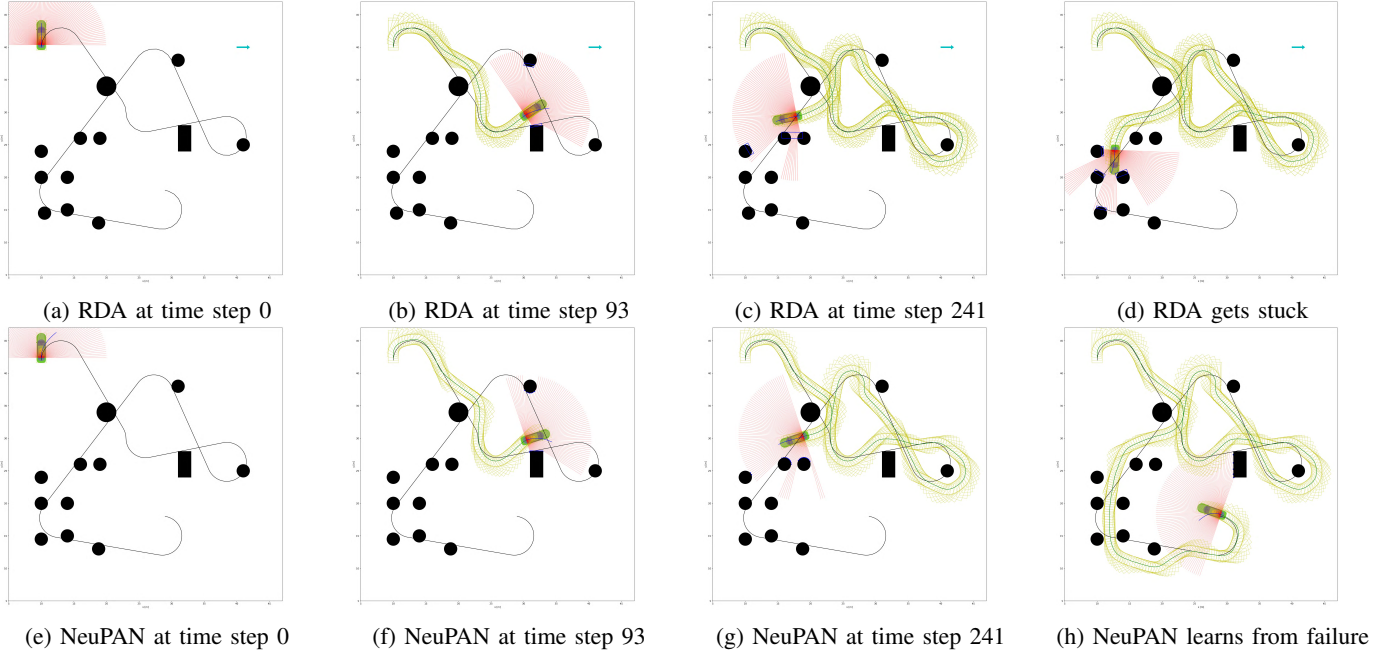 (a) RDA at time step 0
(b) RDA at time step 93
(c) RDA at time step 241
(d) RDA gets stuck
(e) NeuPAN at time step 0
(f) NeuPAN at time step 93
(g) NeuPAN at time step 241
(h) NeuPAN learns from failure